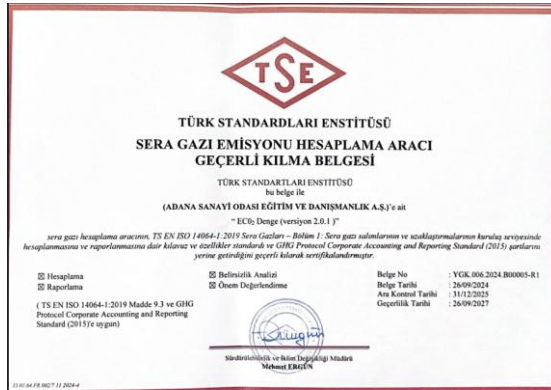 TSE
TÜRK STANDARDLARI ENSTİTÜSÜ
SERA GAZI EMİSYONU HESAPLAMA ARACI
GEÇERLİ KILMA BELGESİ
TÜRK STANDARTLARI ENSTİTÜSÜ
bu belge ile
(ADANA SANAYİ ODASI EĞİTİM VE DANIŞMANLIK A.Ş.)'e ait
“ EC0₂ Denge (versiyon 2.0.1 )”
sera gazı hesaplama aracının, TS EN ISO 14064-1:2019 Sera Gazları – Bölüm 1: Sera gazı salımlarının ve uzaklaştırmalarının kuruluş seviyesinde
hesaplanmasına ve raporlanmasına dair kılavuz ve özellikler standardı ve GHG Protocol Corporate Accounting and Reporting Standard (2015) şartlarını
yerine getirdiğini geçerli kılarak sertifikalandırmıştır.
☒ Hesaplama
☒ Raporlama
( TS EN ISO 14064-1:2019 Madde 9.3 ve GHG
Protocol Corporate Accounting and Reporting
Standard (2015)'e uygun)
☒ Belirsizlik Analizi
☒ Önem Değerlendirme
Belge No : YGK.006.2024.B00005-R1
Belge Tarihi : 26/09/2024
Ara Kontrol Tarihi : 31/12/2025
Geçerlilik Tarihi : 26/09/2027
Sürdürülebilirlik ve İklim Değişikliği Müdürü
Mehmet ERGÜN